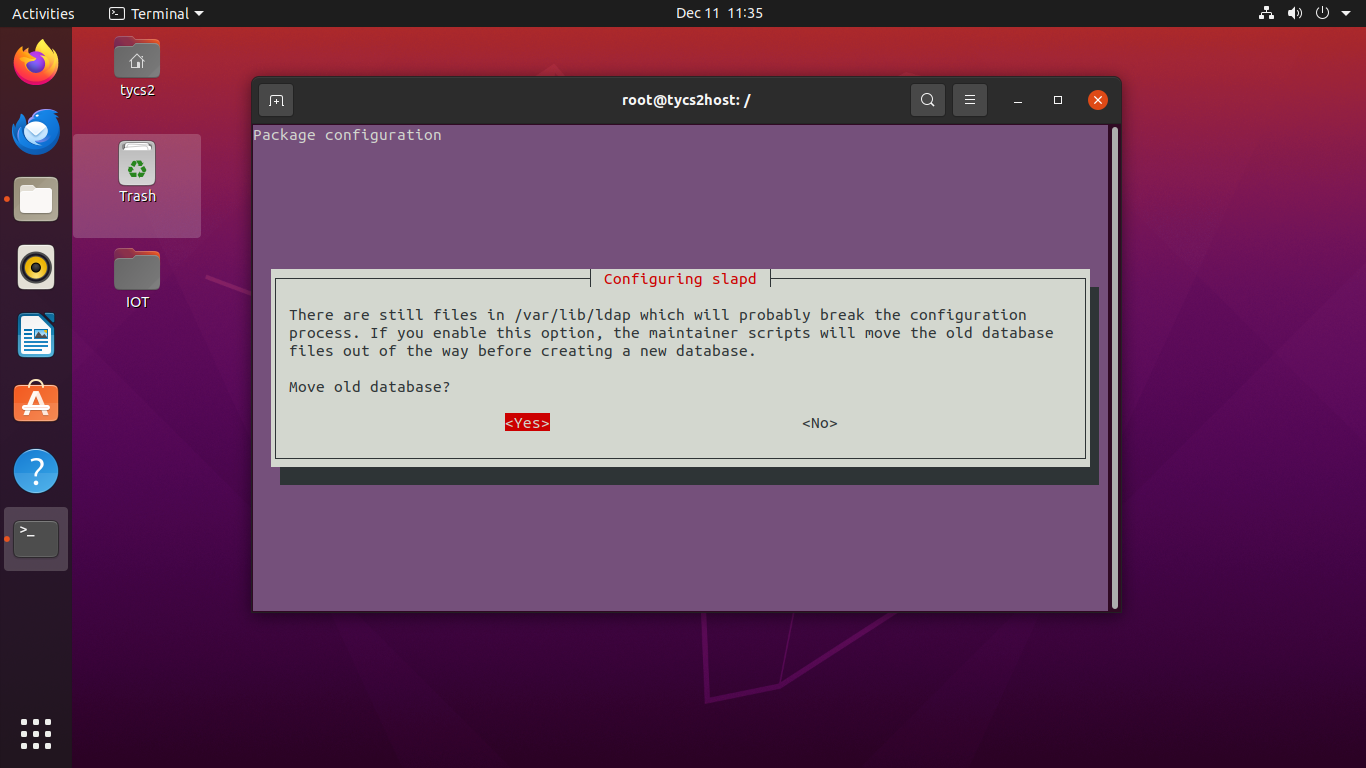 Activities
Terminal
Dec 11 11:35
tycs2
Trash
IOT
root@tycs2host: /
Package configuration
Configuring slapd
There are still files in /var/lib/ldap which will probably break the configuration
process. If you enable this option, the maintainer scripts will move the old database
files out of the way before creating a new database.
Move old database?
<Yes> <No>